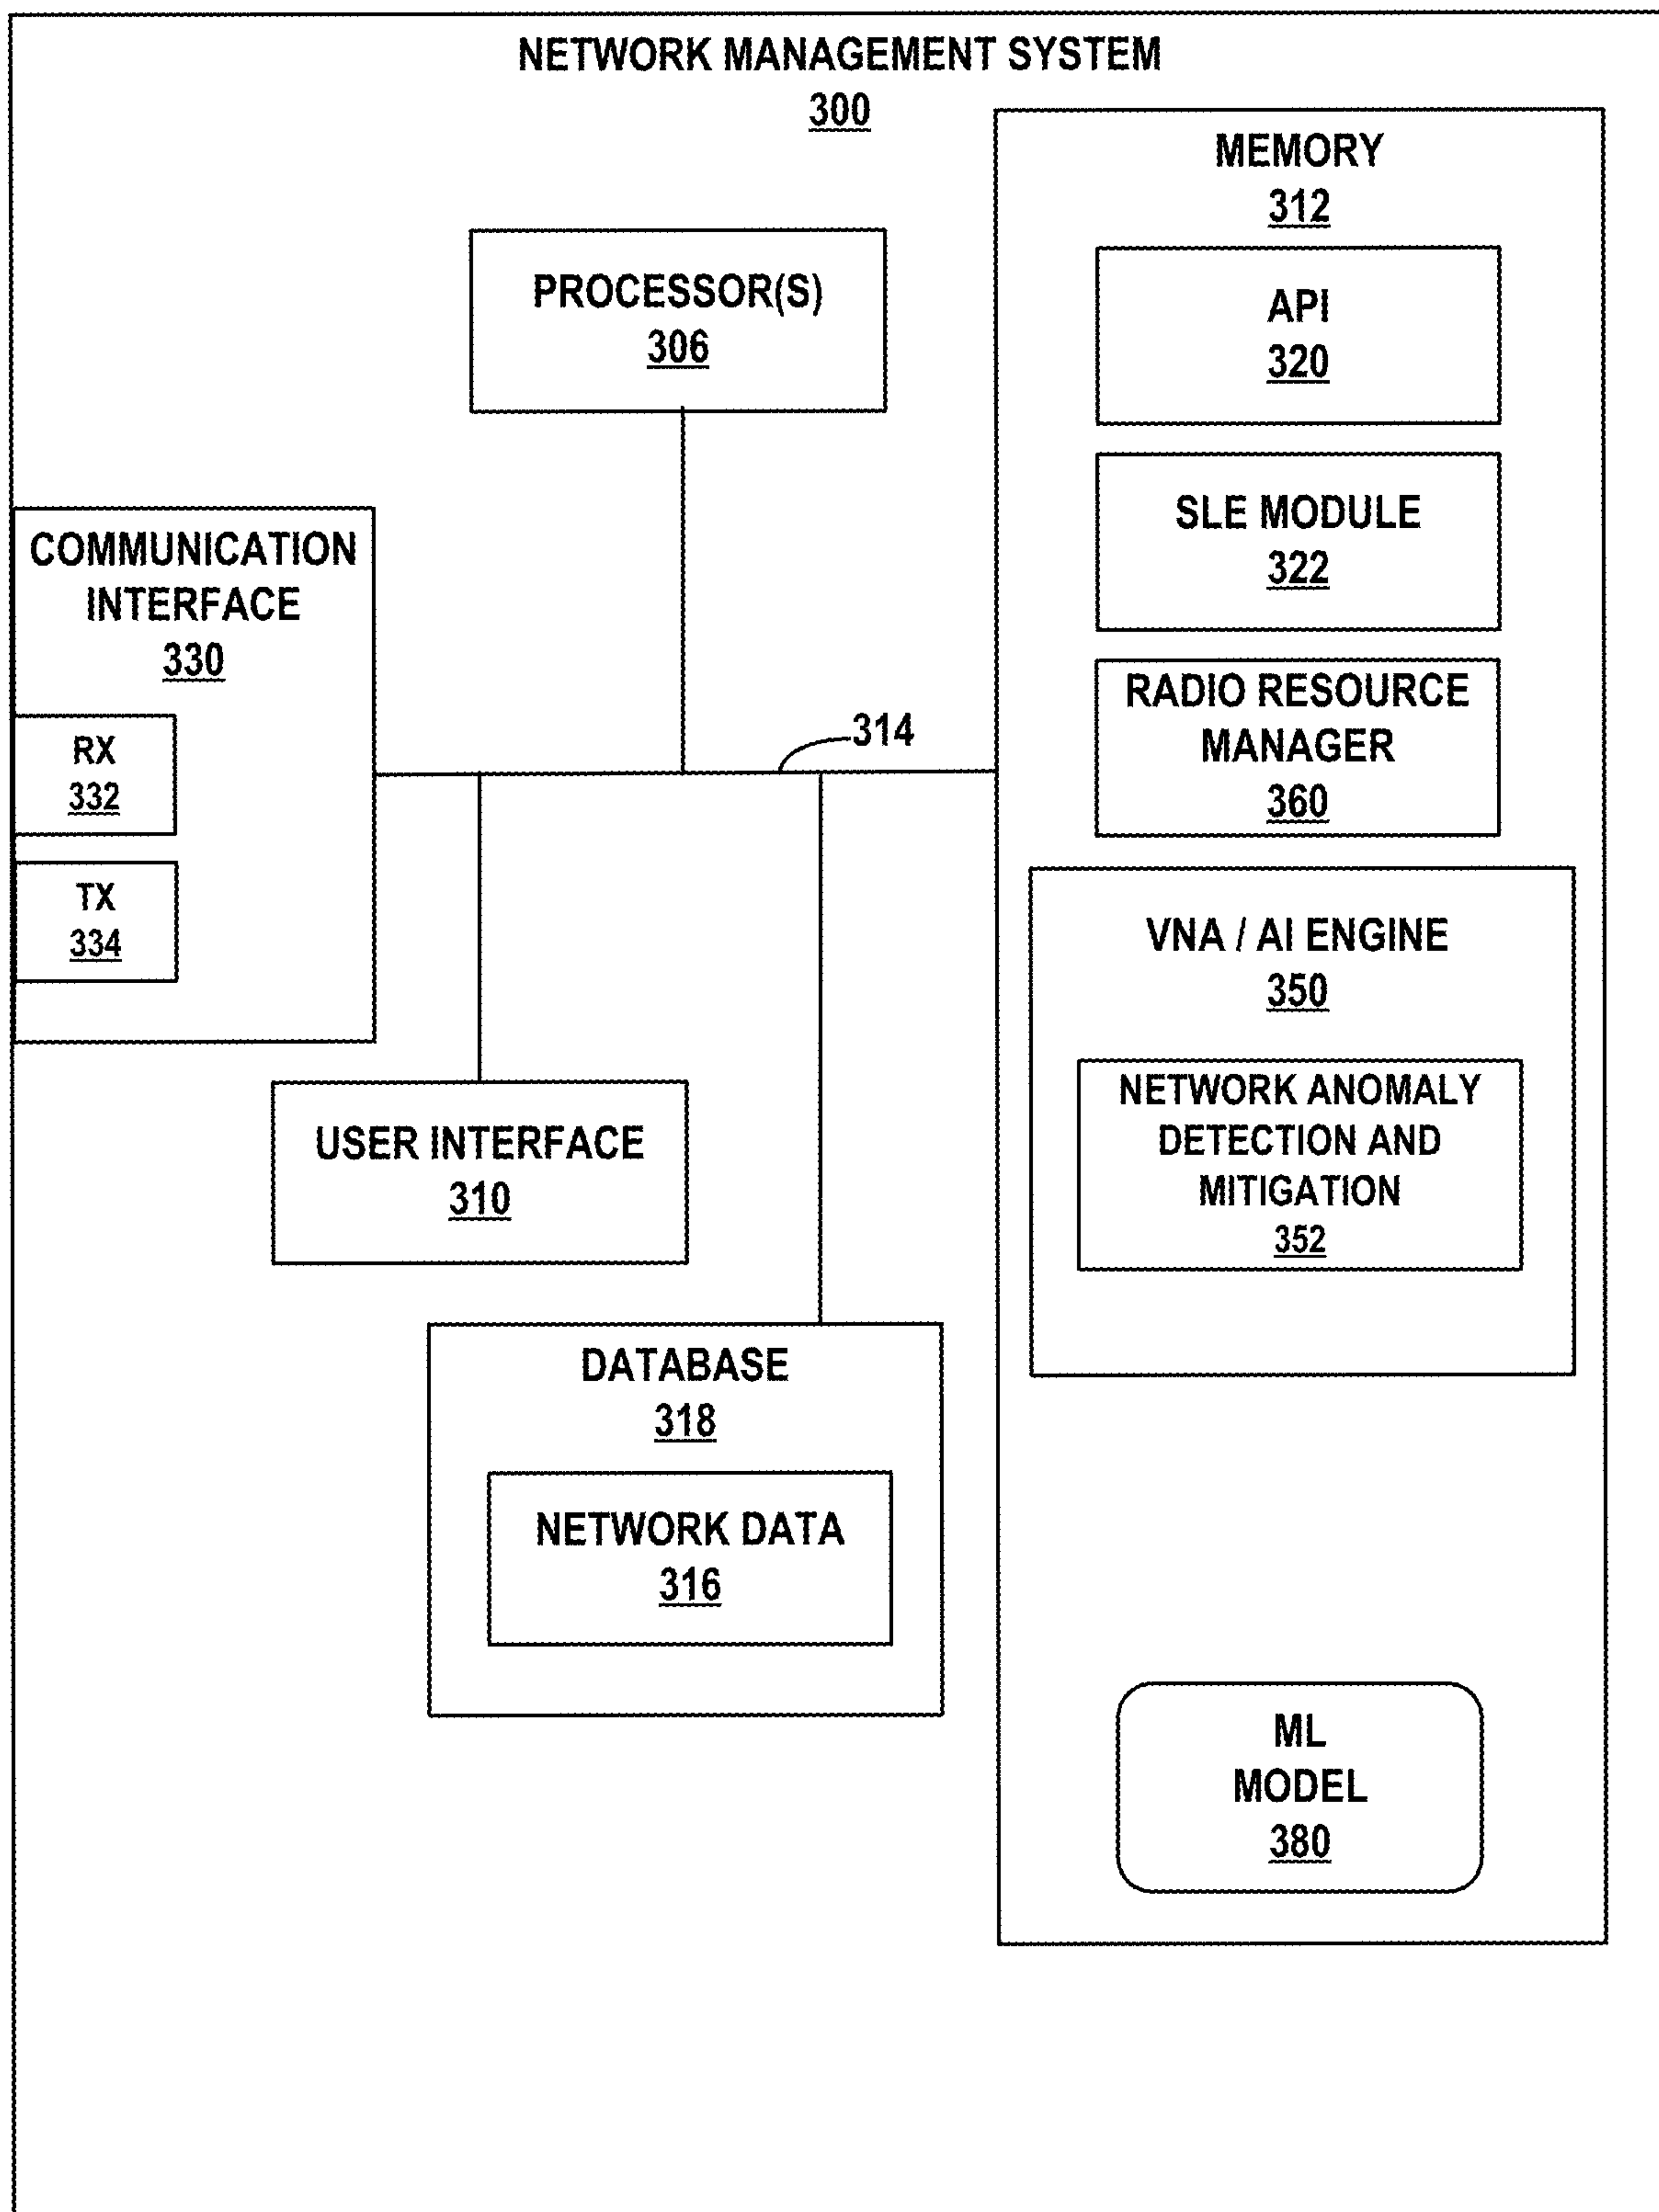 NETWORK MANAGEMENT SYSTEM
300
MEMORY
312
PROCESSOR(S)
306
API
320
SLE MODULE
322
COMMUNICATION
INTERFACE
330
RX
332
TX
334
314
RADIO RESOURCE
MANAGER
360
VNA / AI ENGINE
350
NETWORK ANOMALY
DETECTION AND
MITIGATION
352
USER INTERFACE
310
DATABASE
318
NETWORK DATA
316
ML
MODEL
380